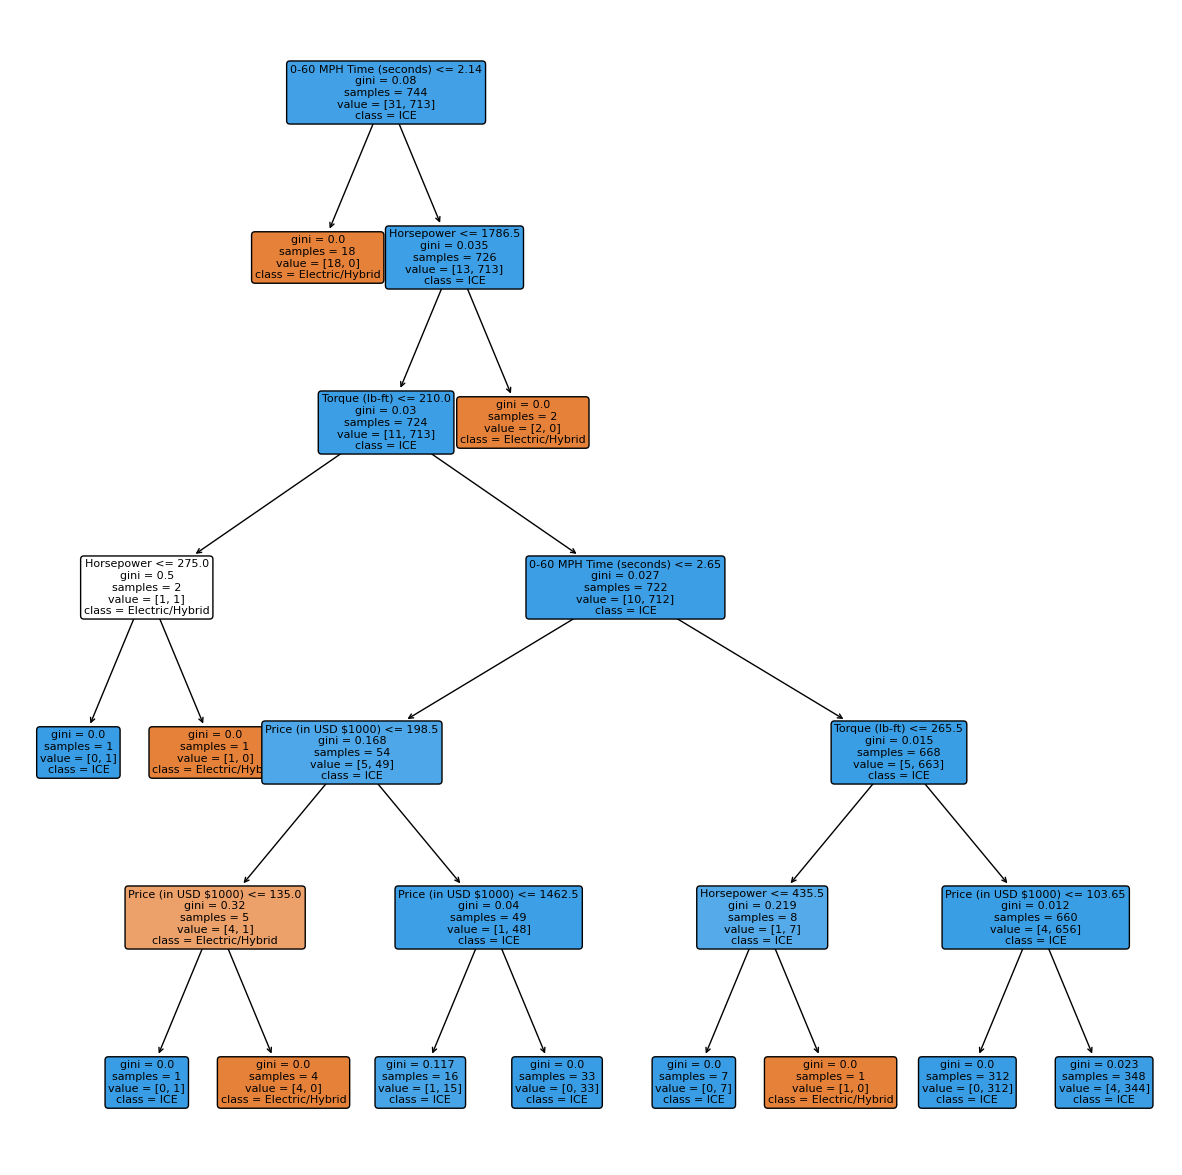 0-60 MPH Time (seconds) <= 2.14
gini = 0.08
samples = 744
value = [31, 713]
class = ICE
gini = 0.0
samples = 18
value = [18, 0]
class = Electric/Hybrid
Horsepower <= 1786.5
gini = 0.035
samples = 726
value = [13, 713]
class = ICE
Torque (lb-ft) <= 210.0
gini = 0.03
samples = 724
value = [11, 713]
class = ICE
gini = 0.0
samples = 2
value = [2, 0]
class = Electric/Hybrid
Horsepower <= 275.0
gini = 0.5
samples = 2
value = [1, 1]
class = Electric/Hybrid
0-60 MPH Time (seconds) <= 2.65
gini = 0.027
samples = 722
value = [10, 712]
class = ICE
gini = 0.0
samples = 1
value = [0, 1]
class = ICE
gini = 0.0
samples = 1
value = [1, 0]
class = Electric/Hyb
Price (in USD $1000) <= 198.5
gini = 0.168
samples = 54
value = [5, 49]
class = ICE
Torque (lb-ft) <= 265.5
gini = 0.015
samples = 668
value = [5, 663]
class = ICE
Price (in USD $1000) <= 135.0
gini = 0.32
samples = 5
value = [4, 1]
class = Electric/Hybrid
Price (in USD $1000) <= 1462.5
gini = 0.04
samples = 49
value = [1, 48]
class = ICE
Horsepower <= 435.5
gini = 0.219
samples = 8
value = [1, 7]
class = ICE
Price (in USD $1000) <= 103.65
gini = 0.012
samples = 660
value = [4, 656]
class = ICE
gini = 0.0
samples = 1
value = [0, 1]
class = ICE
gini = 0.0
samples = 4
value = [4, 0]
class = Electric/Hybrid
gini = 0.117
samples = 16
value = [1, 15]
class = ICE
gini = 0.0
samples = 33
value = [0, 33]
class = ICE
gini = 0.0
samples = 7
value = [0, 7]
class = ICE
gini = 0.0
samples = 1
value = [1, 0]
class = Electric/Hybrid
gini = 0.0
samples = 312
value = [0, 312]
class = ICE
gini = 0.023
samples = 348
value = [4, 344]
class = ICE